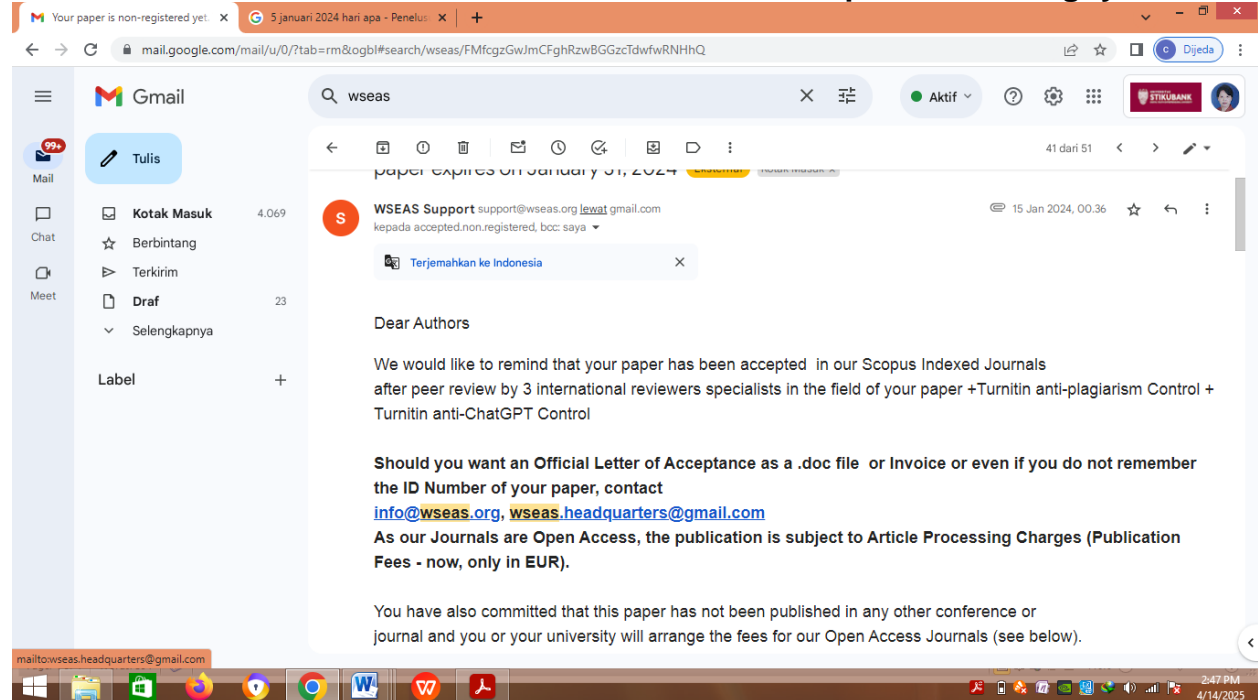 Your paper is non-registered yet.
5 januari 2024 hari apa - Penelus
mail.google.com/mail/u/0/?tab=rm&ogbl#search/wseas/FMfcgzGwJmCFghRzwBGGzcTdwfwRNHhQ
Dijeda
Gmail
wseas
Aktif
STIKUBANK
99+
Mail
Chat
Meet
Tulis
Kotak Masuk 4.069
Berbintang
Terkirim
Draf 23
Selengkapnya
Label
41 dari 51
paper expires on January 31, 2024 Eksternal Kotak Masuk
S
WSEAS Support support@wseas.org lewat gmail.com
15 Jan 2024, 00.36
kepada accepted.non.registered, bcc: saya
Terjemahkan ke Indonesia
Dear Authors
We would like to remind that your paper has been accepted in our Scopus Indexed Journals
after peer review by 3 international reviewers specialists in the field of your paper +Turnitin anti-plagiarism Control +
Turnitin anti-ChatGPT Control
Should you want an Official Letter of Acceptance as a .doc file or Invoice or even if you do not remember
the ID Number of your paper, contact
info@wseas.org, wseas.headquarters@gmail.com
As our Journals are Open Access, the publication is subject to Article Processing Charges (Publication
Fees - now, only in EUR).
You have also committed that this paper has not been published in any other conference or
journal and you or your university will arrange the fees for our Open Access Journals (see below).
mailto:wseas.headquarters@gmail.com
2:47 PM
4/14/2025